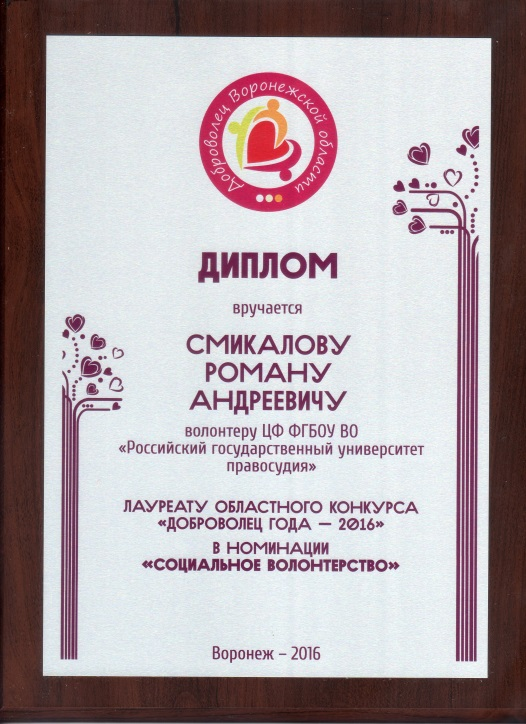 Доброволец Воронежской области
ДИПЛОМ
вручается
СМИКАЛОВУ
РОМАНУ
АНДРЕЕВИЧУ
волонтеру ЦФ ФГБОУ ВО
«Российский государственный университет
правосудия»
ЛАУРЕАТУ ОБЛАСТНОГО КОНКУРСА
«ДОБРОВОЛЕЦ ГОДА – 2016»
В НОМИНАЦИИ
«СОЦИАЛЬНОЕ ВОЛОНТЕРСТВО»
Воронеж – 2016